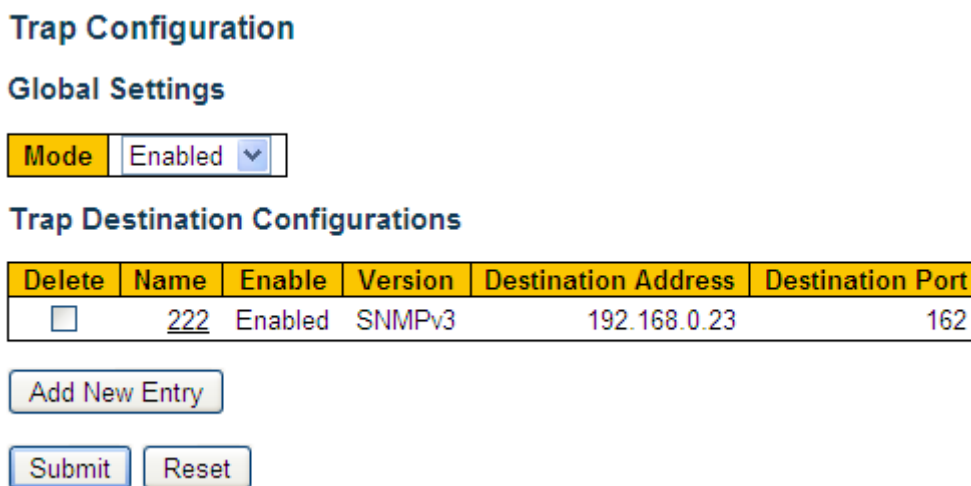 Trap Configuration
Global Settings
Mode Enabled
Trap Destination Configurations
Delete Name Enable Version Destination Address Destination Port
222 Enabled SNMPv3 192.168.0.23 162
Add New Entry
Submit Reset